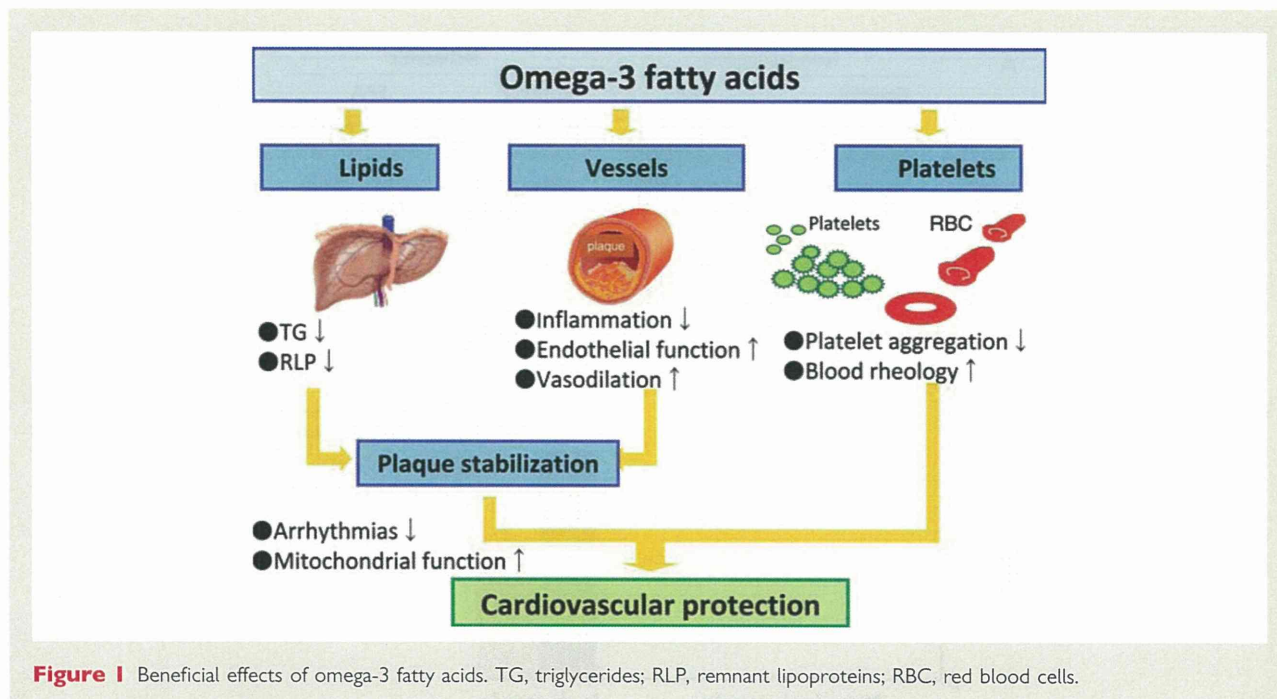 Omega-3 fatty acids
Lipids
Vessels
Platelets
plaque
Platelets
RBC
●TG ↓
●RLP ↓
●Inflammation ↓
●Endothelial function ↑
●Vasodilation ↑
●Platelet aggregation ↓
●Blood rheology ↑
Plaque stabilization
●Arrhythmias ↓
●Mitochondrial function ↑
Cardiovascular protection
Figure 1 Beneficial effects of omega-3 fatty acids. TG, triglycerides; RLP, remnant lipoproteins; RBC, red blood cells.